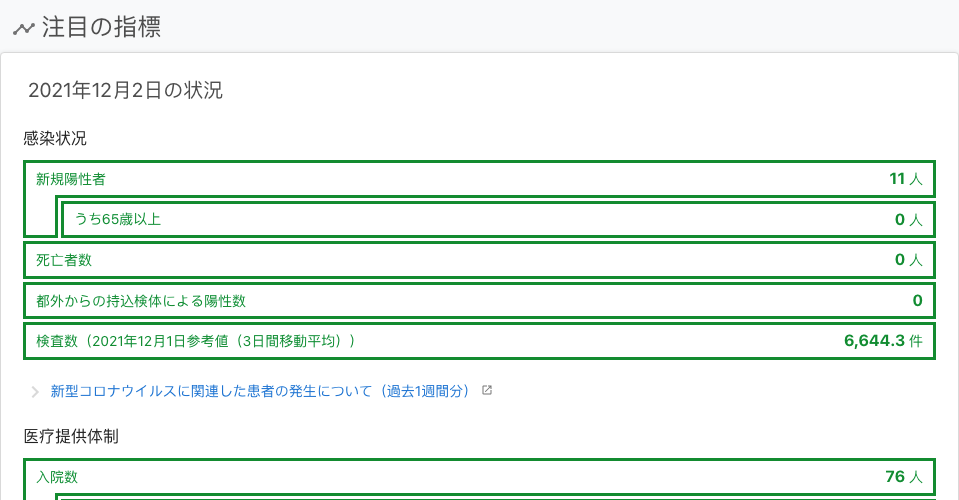 注目の指標
2021年12月2日の状況
感染状況
新規陽性者 11 人
うち65歳以上 0 人
死亡者数 0 人
都外からの持込検体による陽性数 0
検査数（2021年12月1日参考値（3日間移動平均）） 6,644.3 件
新型コロナウイルスに関連した患者の発生について（過去1週間分）
医疗提供体制
入院数 76 人